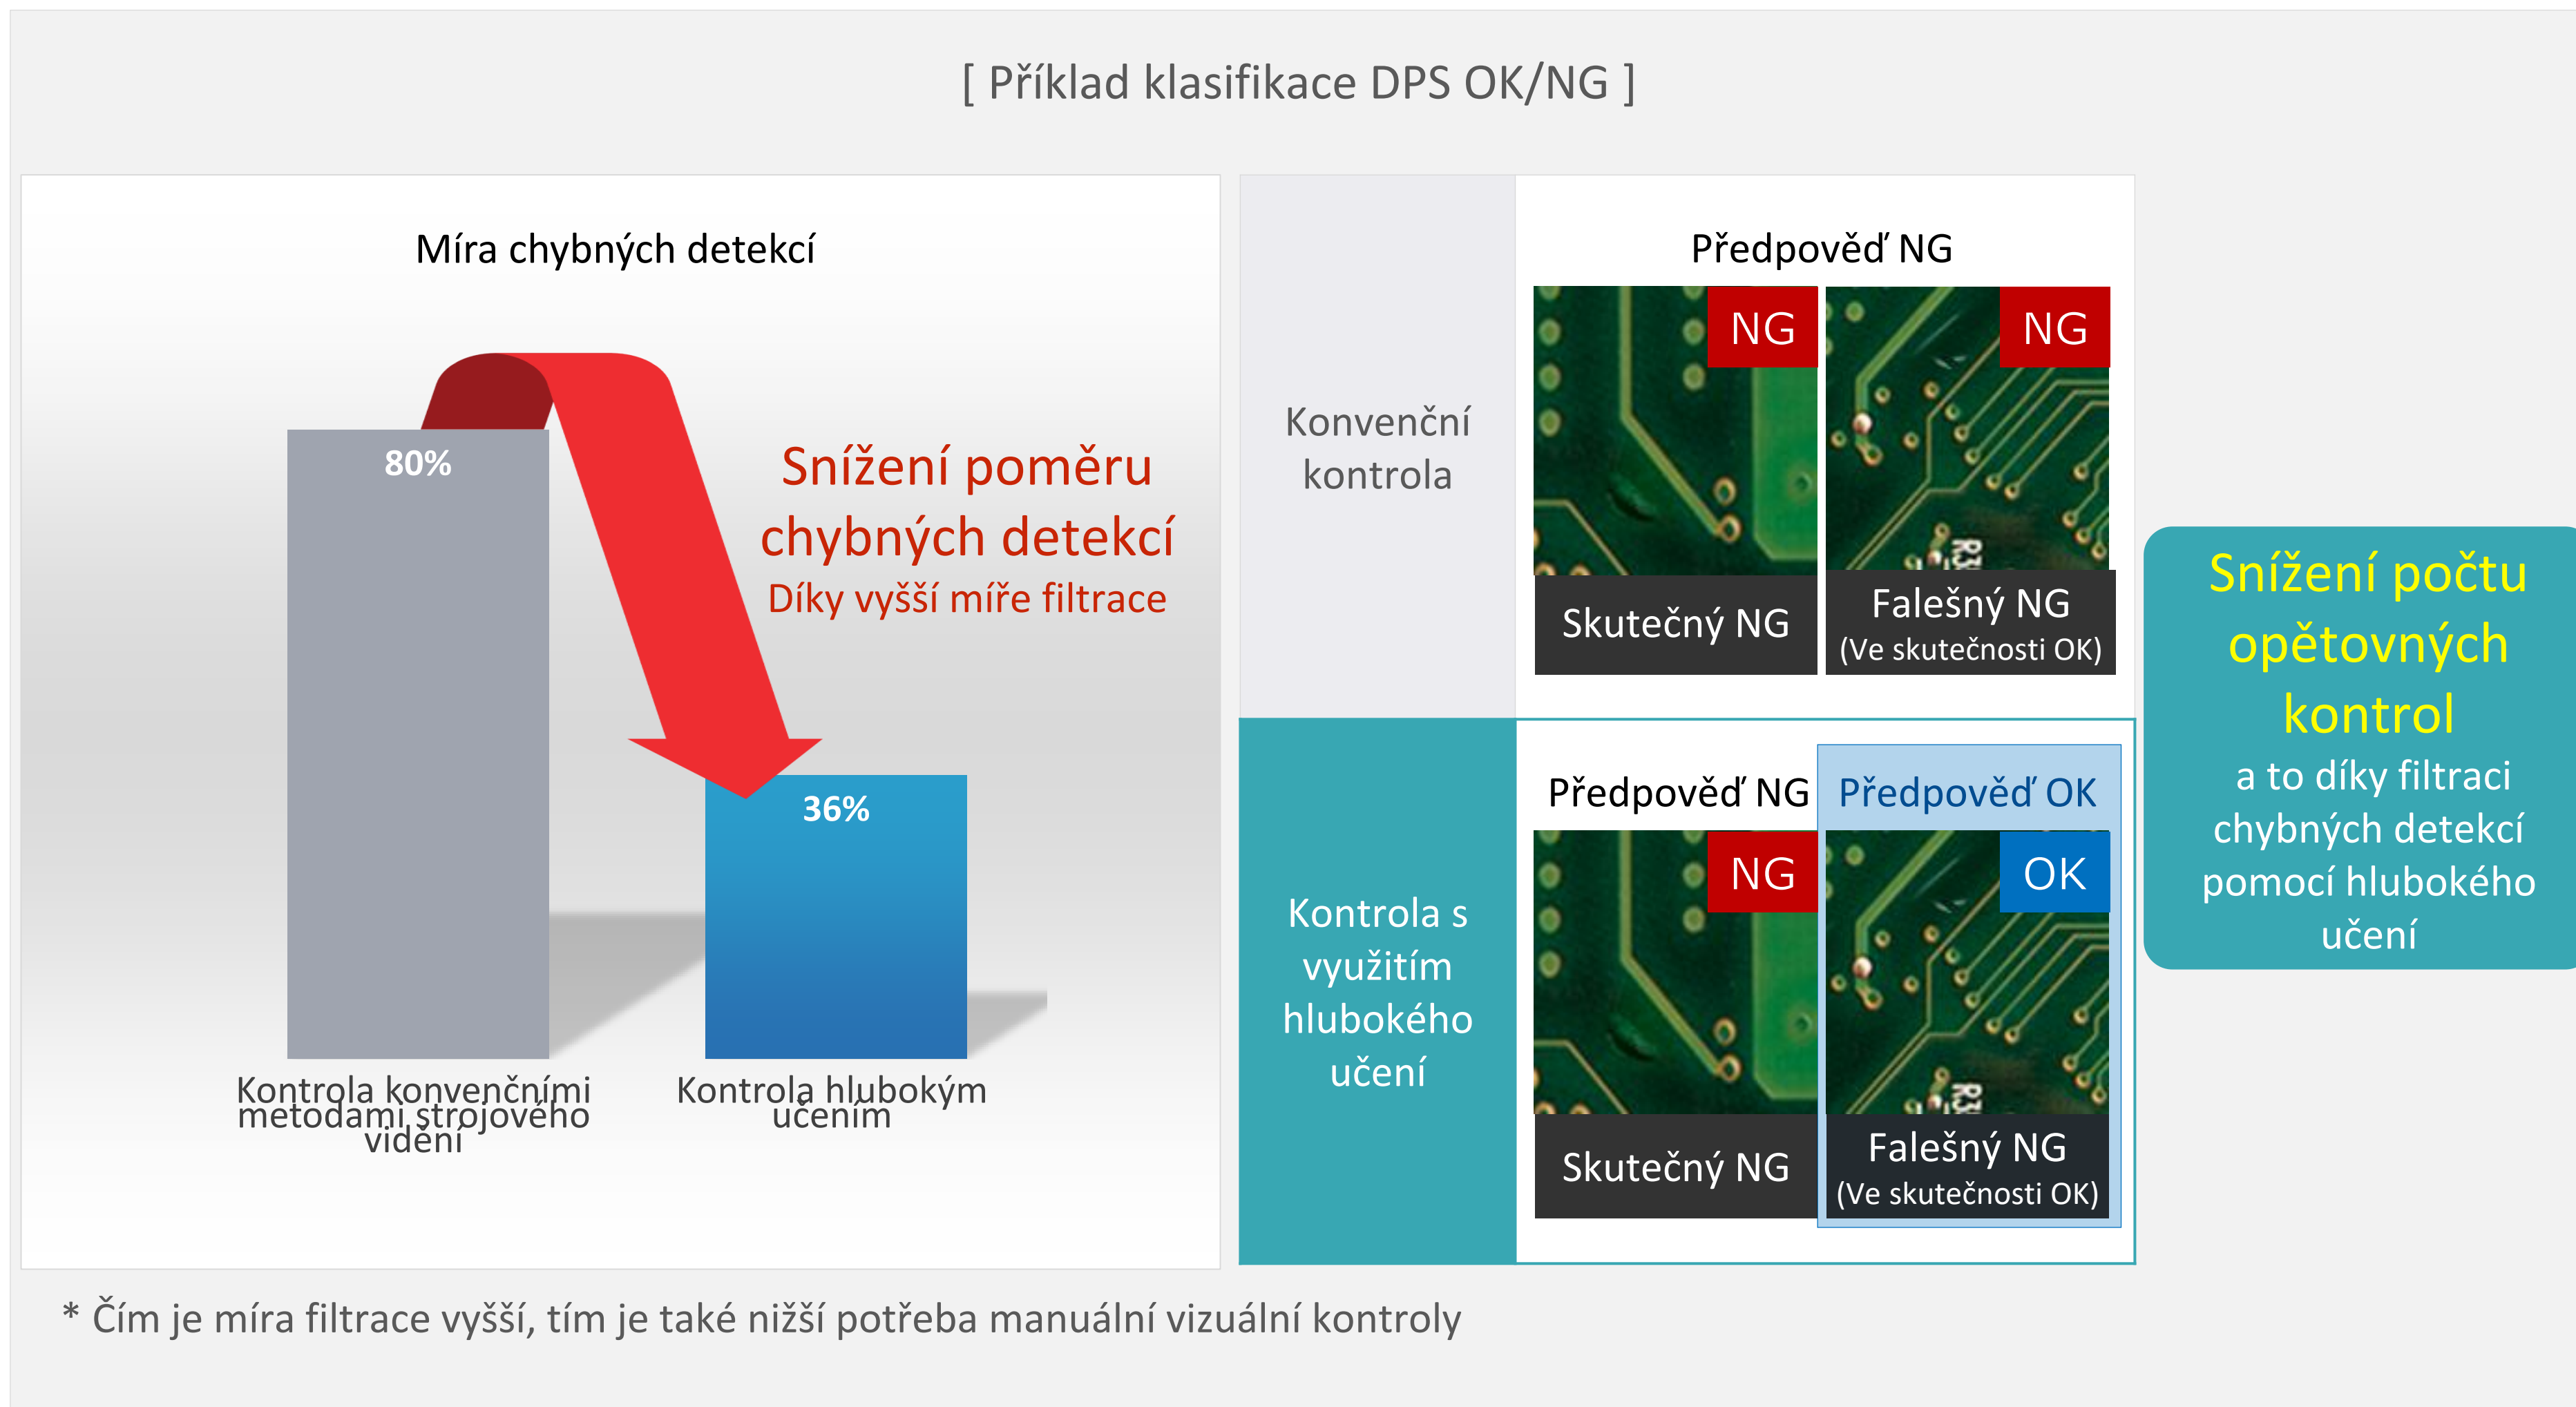 [ Příklad klasifikace DPS OK/NG ]
Míra chybných detekcí
80%
Snížení poměru
chybných detekcí
Díky vyšší míře filtrace
36%
Kontrola konvenčními
metodami strojového
vidění
Kontrola hlubokým
učením
Konvenční
kontrola
Předpověď NG
NG
NG
R3
Skutečný NG
Falešný NG
(Ve skutečnosti OK)
Kontrola s
využitím
hlubokého
učení
Předpověď NG
Předpověď OK
NG
OK
R3
Skutečný NG
Falešný NG
(Ve skutečnosti OK)
Snížení počtu
opětovných
kontrol
a to díky filtraci
chybných detekcí
pomocí hlubokého
učení
* Čím je míra filtrace vyšší, tím je také nižší potřeba manuální vizuální kontroly